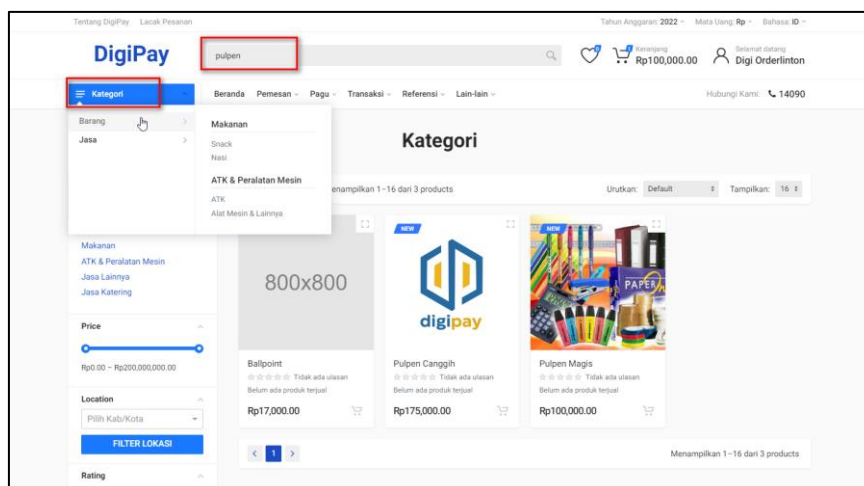 Tentang DigiPay Lacak Pesanan
Tahun Anggaran: 2022 Mata Uang: Rp Bahasa: ID
DigiPay
pulpen
Keranjang
Rp100,000.00
Selamat datang
Digi Orderlinton
Kategori
Beranda Pemesan Pagu Transaksi Referensi Lain-lain
Hubungi Kami: 14090
Barang
Jasa
Makanan
Snack
Nasi
ATK & Peralatan Mesin
ATK
Alat Mesin & Lainnya
Kategori
enampilkan 1–16 dari 3 products
Urutkan: Default
Tampilkan: 16
Makanan
ATK & Peralatan Mesin
Jasa Lainnya
Jasa Katering
Price
Rp0.00 – Rp200,000,000.00
Location
Pilih Kab/Kota
FILTER LOKASI
Rating
800x800
Ballpoint
Tidak ada ulasan
Belum ada produk terjual
Rp17,000.00
NEW
digipay
Pulpen Canggih
Tidak ada ulasan
Belum ada produk terjual
Rp175,000.00
NEW
PAPER
Pulpen Magis
Tidak ada ulasan
Belum ada produk terjual
Rp100,000.00
1
Menampilkan 1–16 dari 3 products